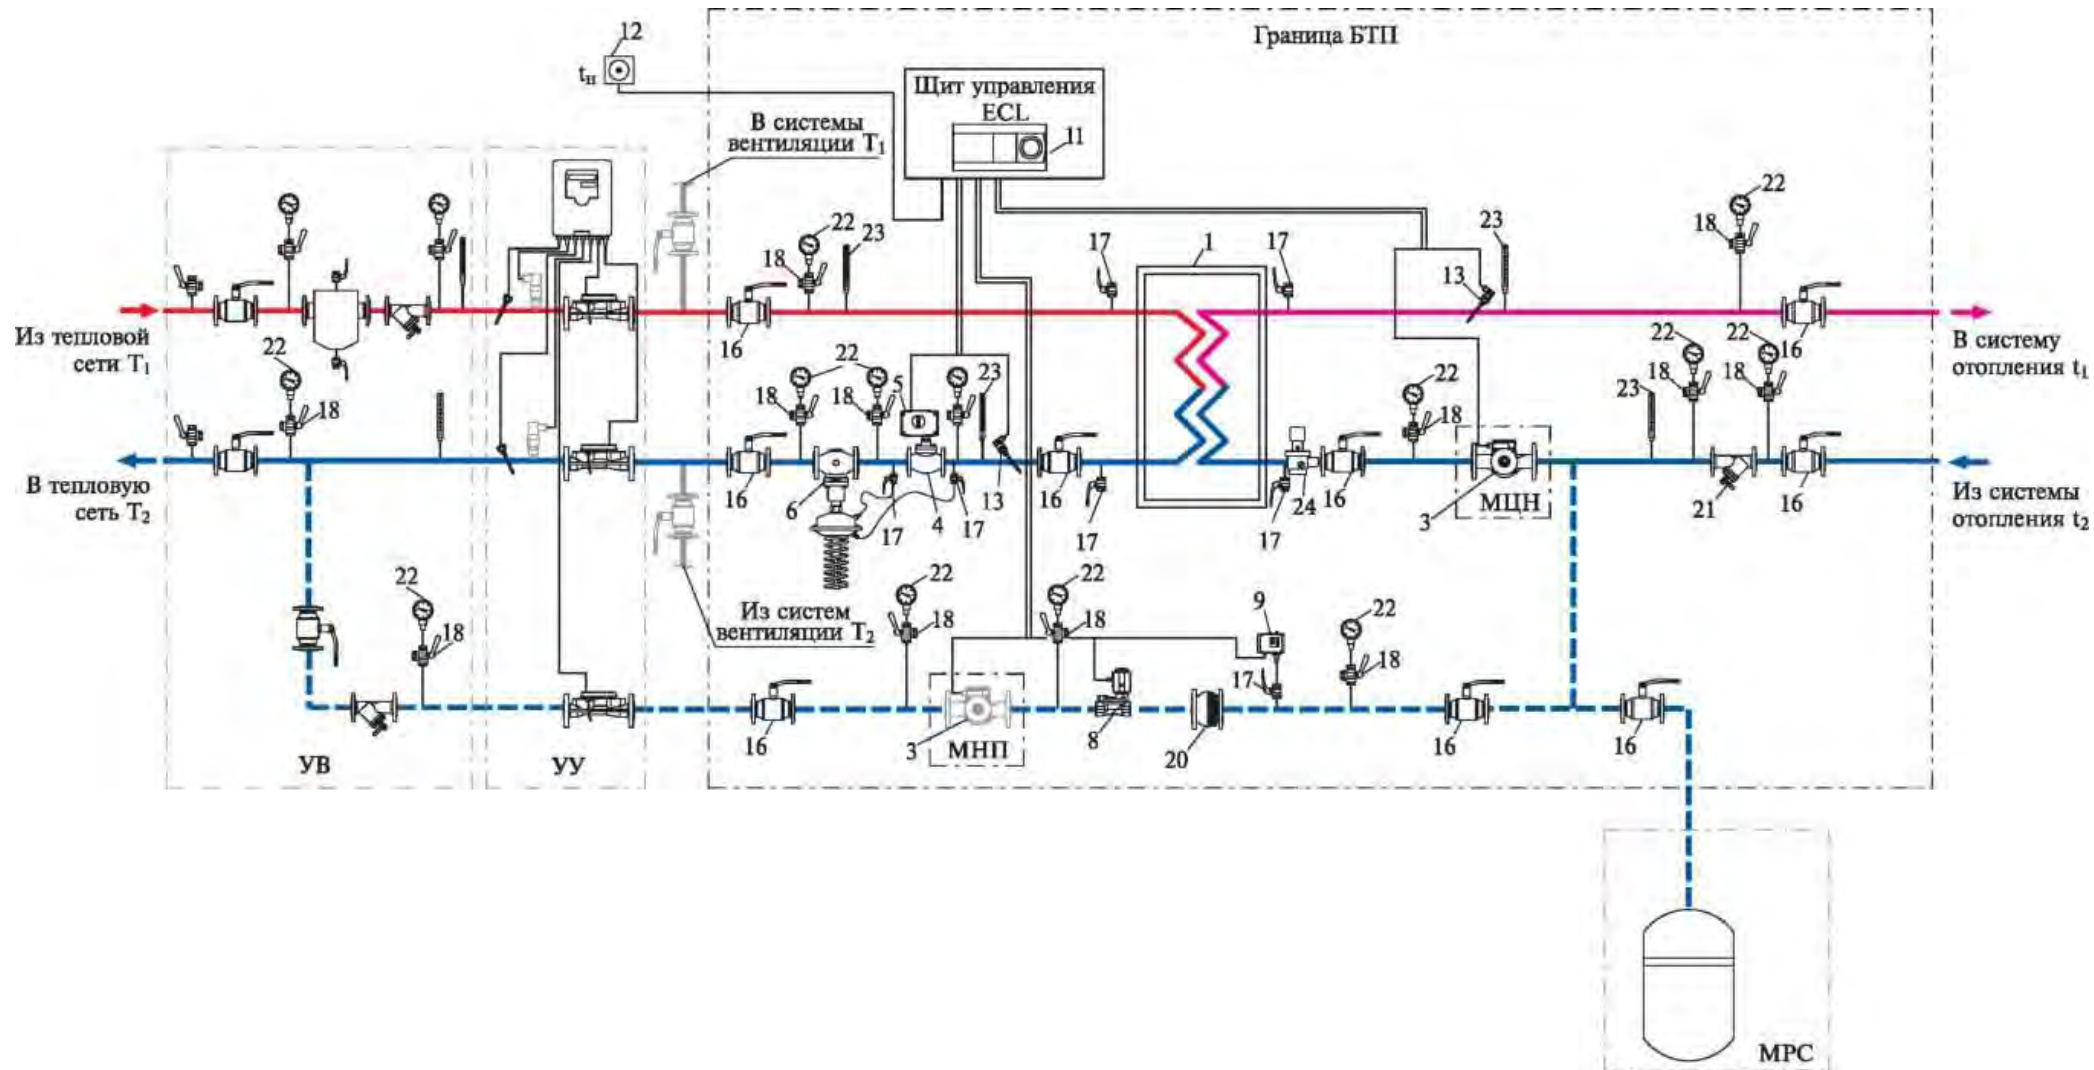 Граница БТП
12
tн
Щит управления
ECL
11
В системы
вентиляции T1
22
23
18
17
1
17
23
13
22
18
16
16
Из тепловой
сети T1
В систему
отопления t1
22
18
22
18
18
5
23
22
18
23
22
18
22
18
В тепловую
сеть T2
16
6
17
4
17
13
16
17
17
24
16
3
МЦН
21
16
Из системы
отопления t2
22
18
Из систем
вентиляции T2
22
18
22
18
9
17
22
18
16
3
МНП
8
20
16
16
УВ
УУ
МРС